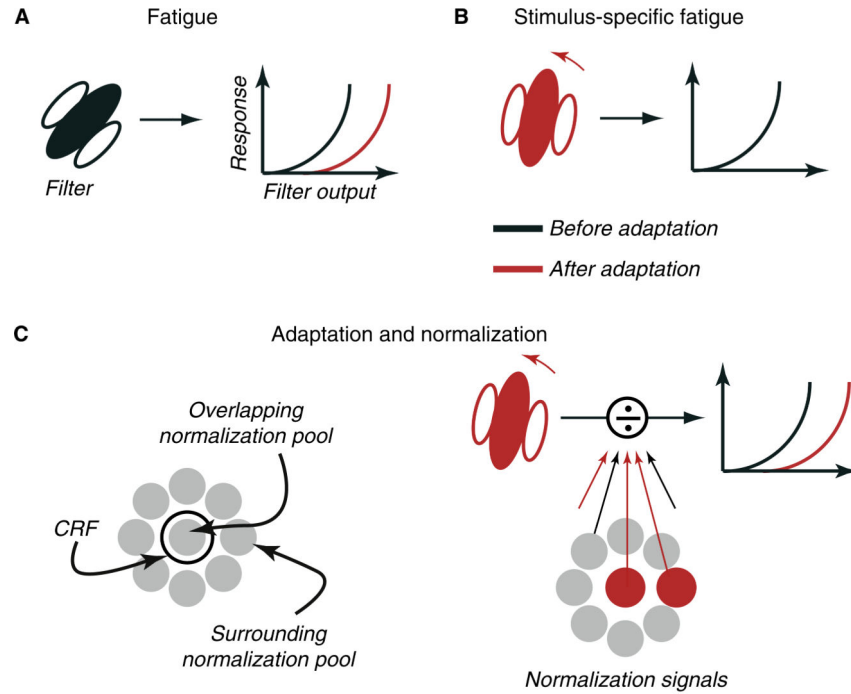 A Fatigue
Filter
Response
Filter output
B Stimulus-specific fatigue
Before adaptation
After adaptation
C Adaptation and normalization
Overlapping
normalization pool
CRF
Surrounding
normalization pool
÷
Normalization signals